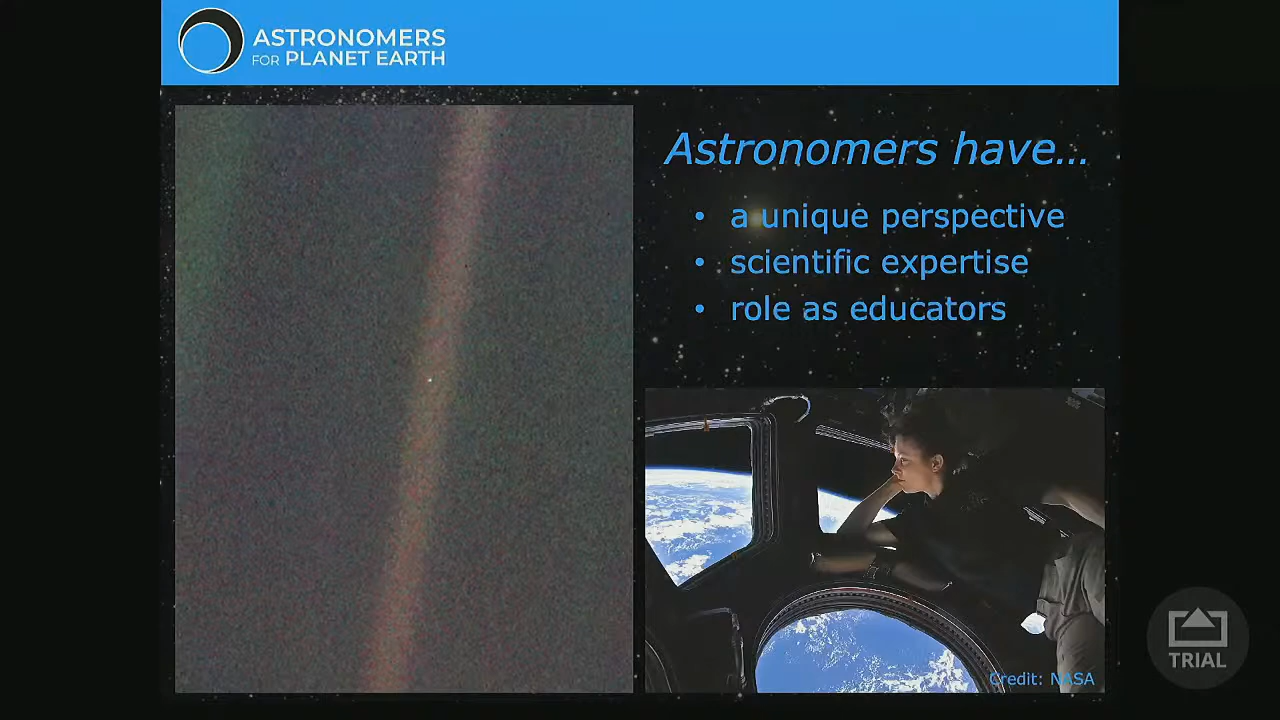 ASTRONOMERS
FOR PLANET EARTH
Astronomers have...
• a unique perspective
• scientific expertise
• role as educators
Credit: NASA
TRIAL